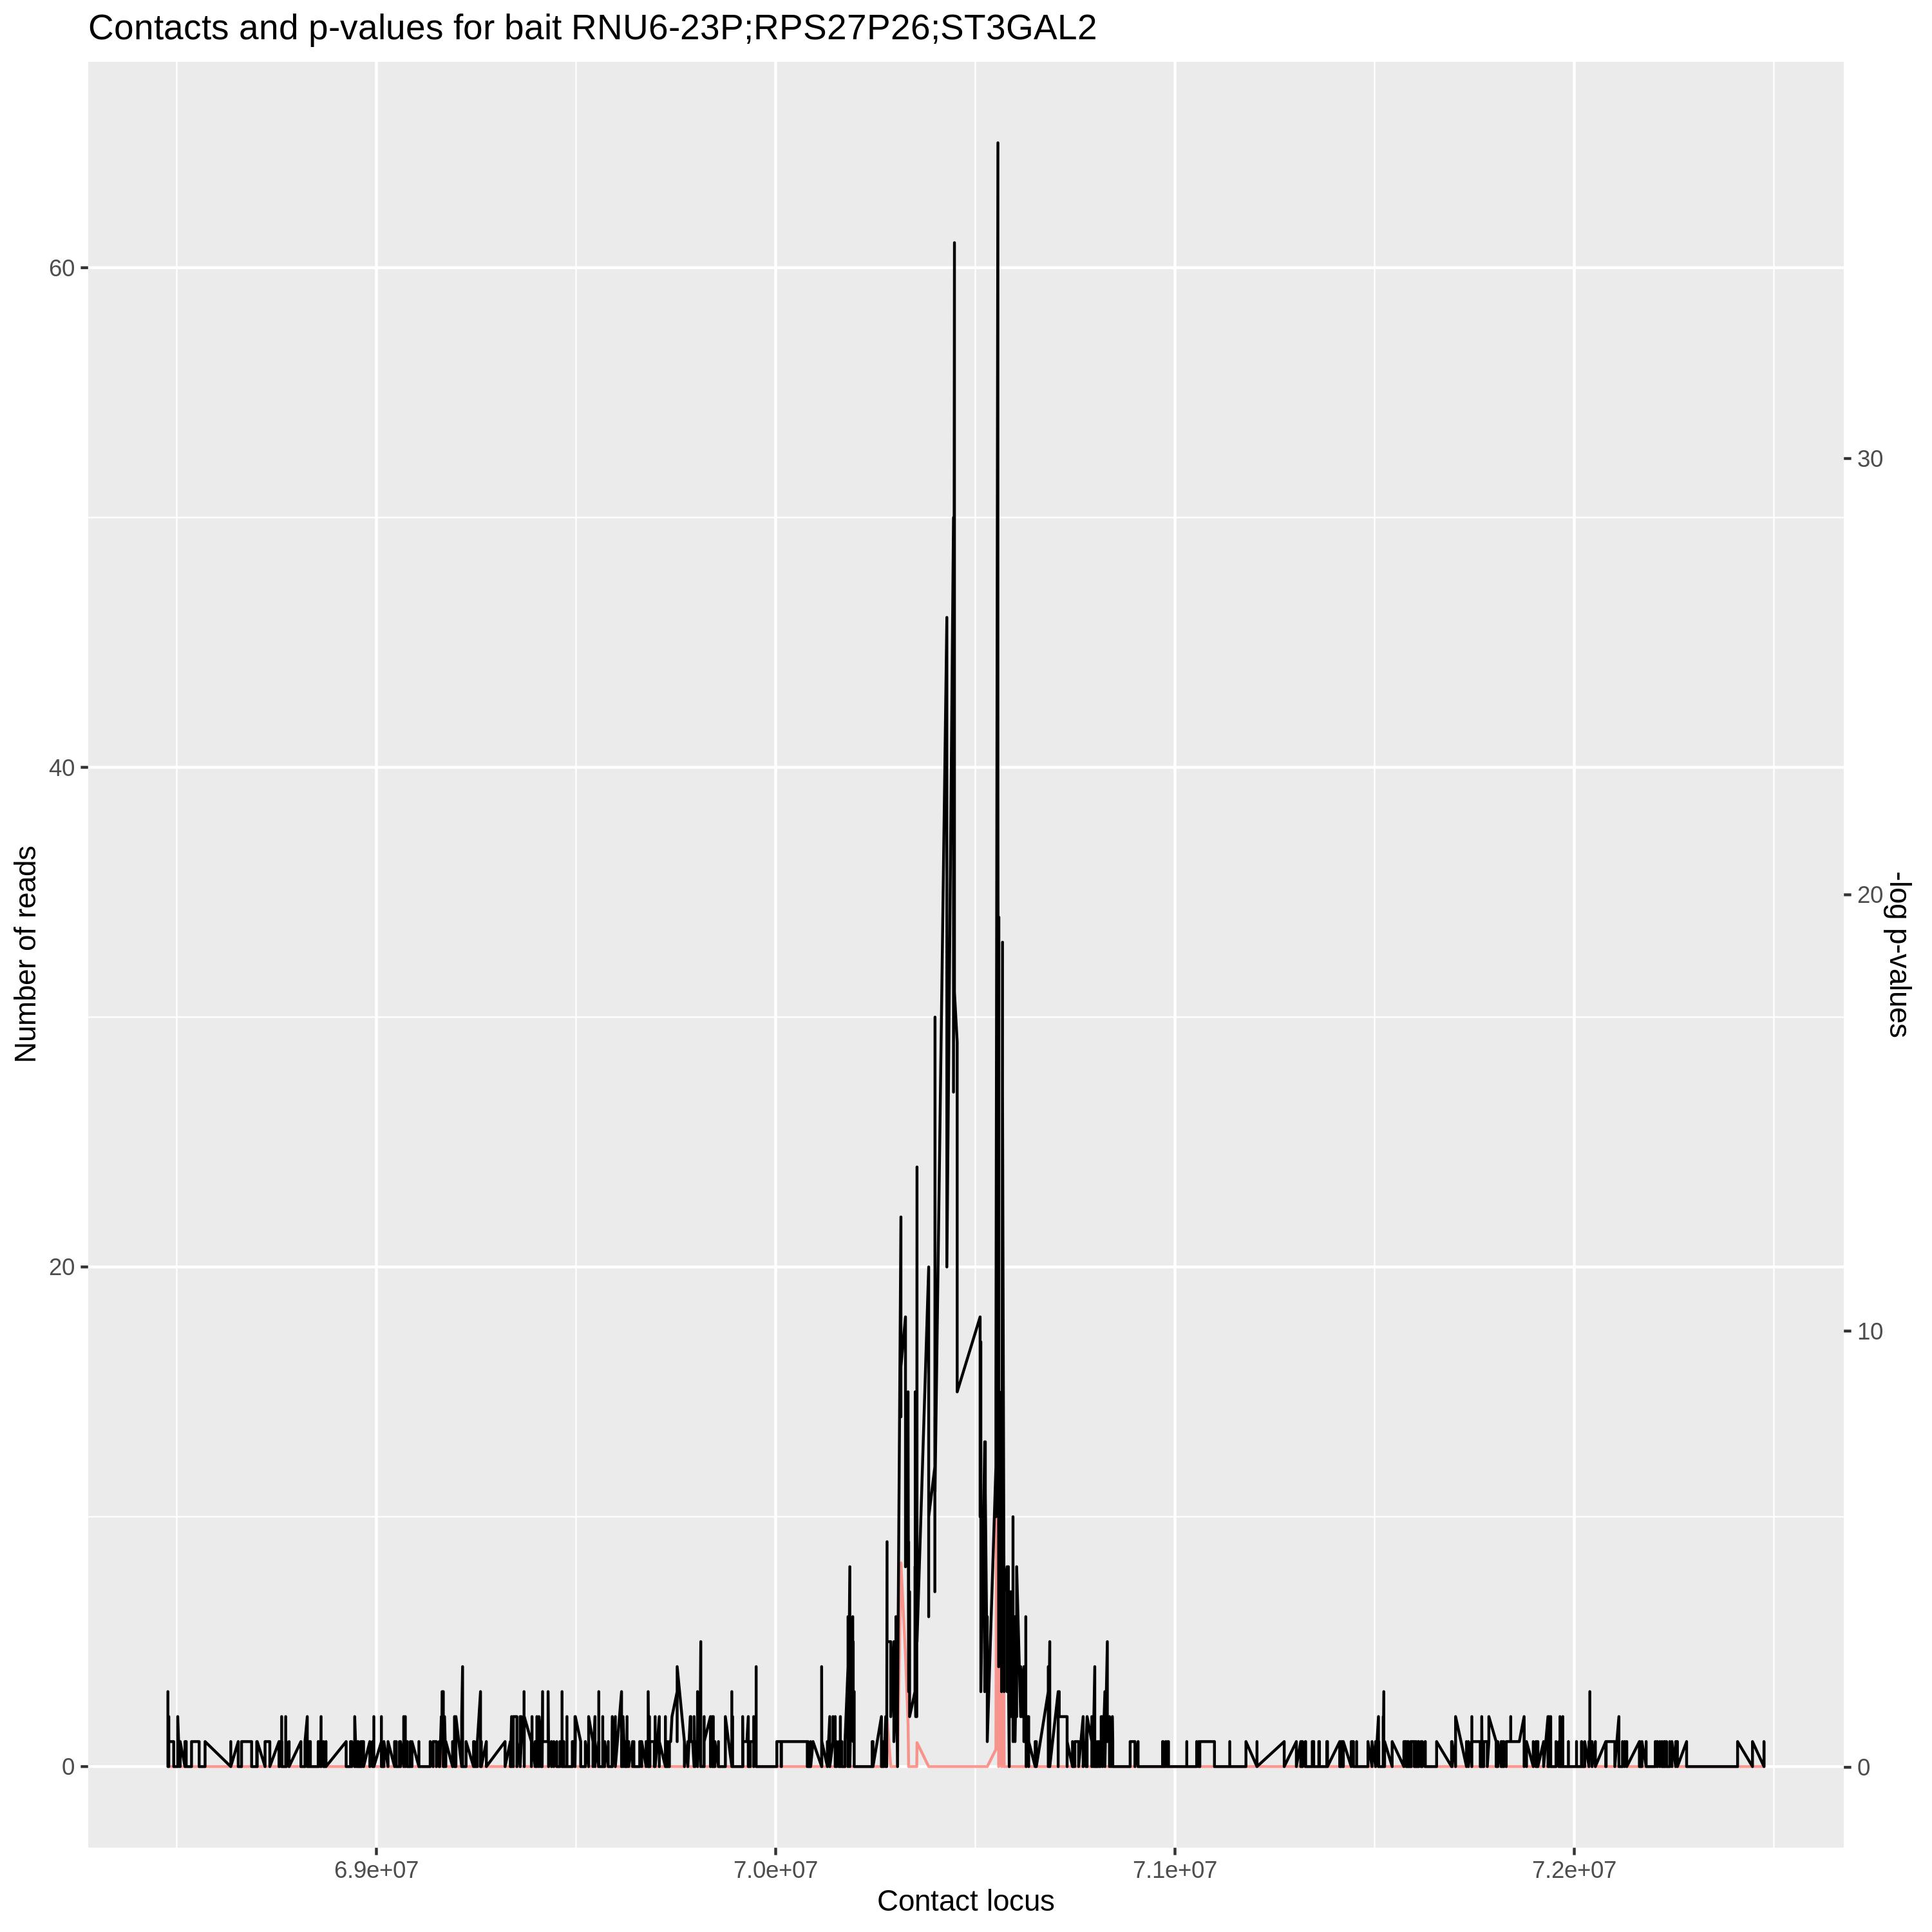 Contacts and p-values for bait RNU6-23P;RPS27P26;ST3GAL2
60
40
20
0
Number of reads
30
20
10
0
-log p-values
6.9e+07
7.0e+07
7.1e+07
7.2e+07
Contact locus